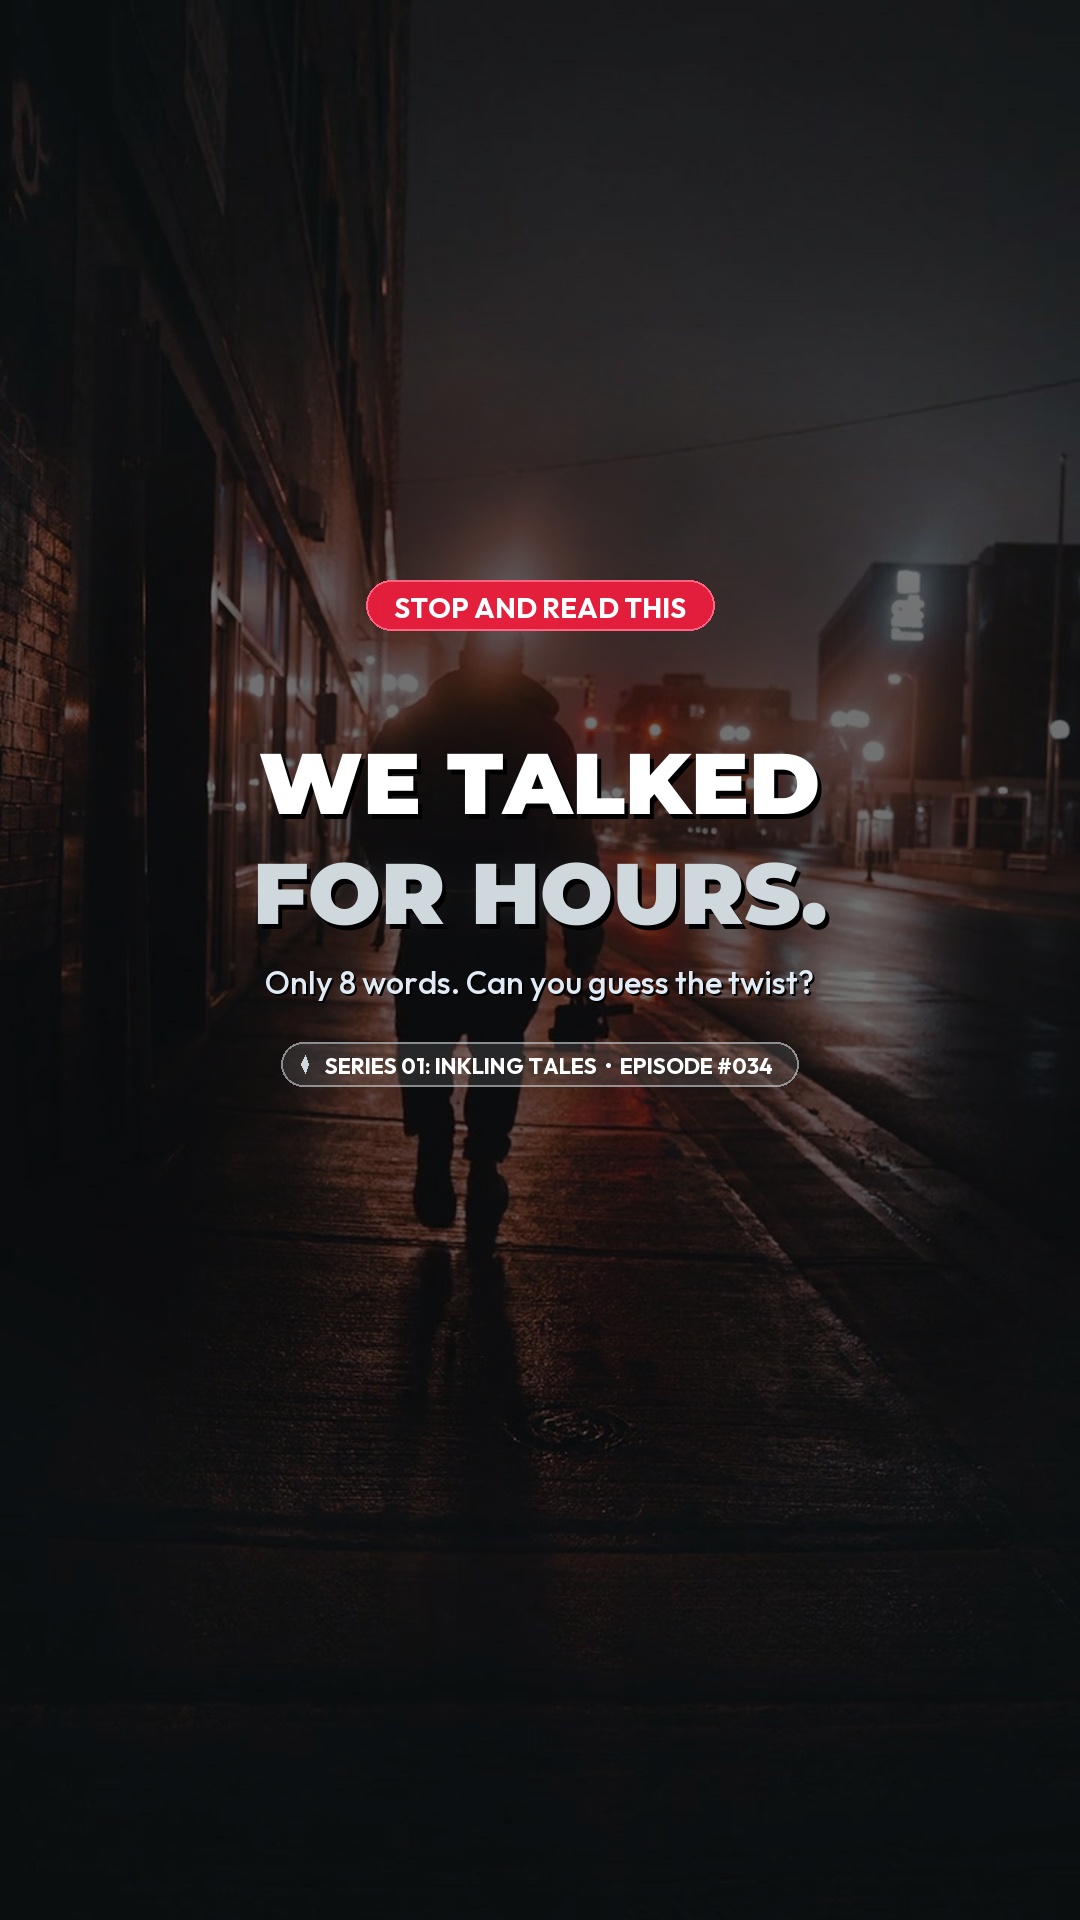 STOP AND READ THIS
WE TALKED
FOR HOURS.
Only 8 words. Can you guess the twist?
SERIES 01: INKLING TALES • EPISODE #034